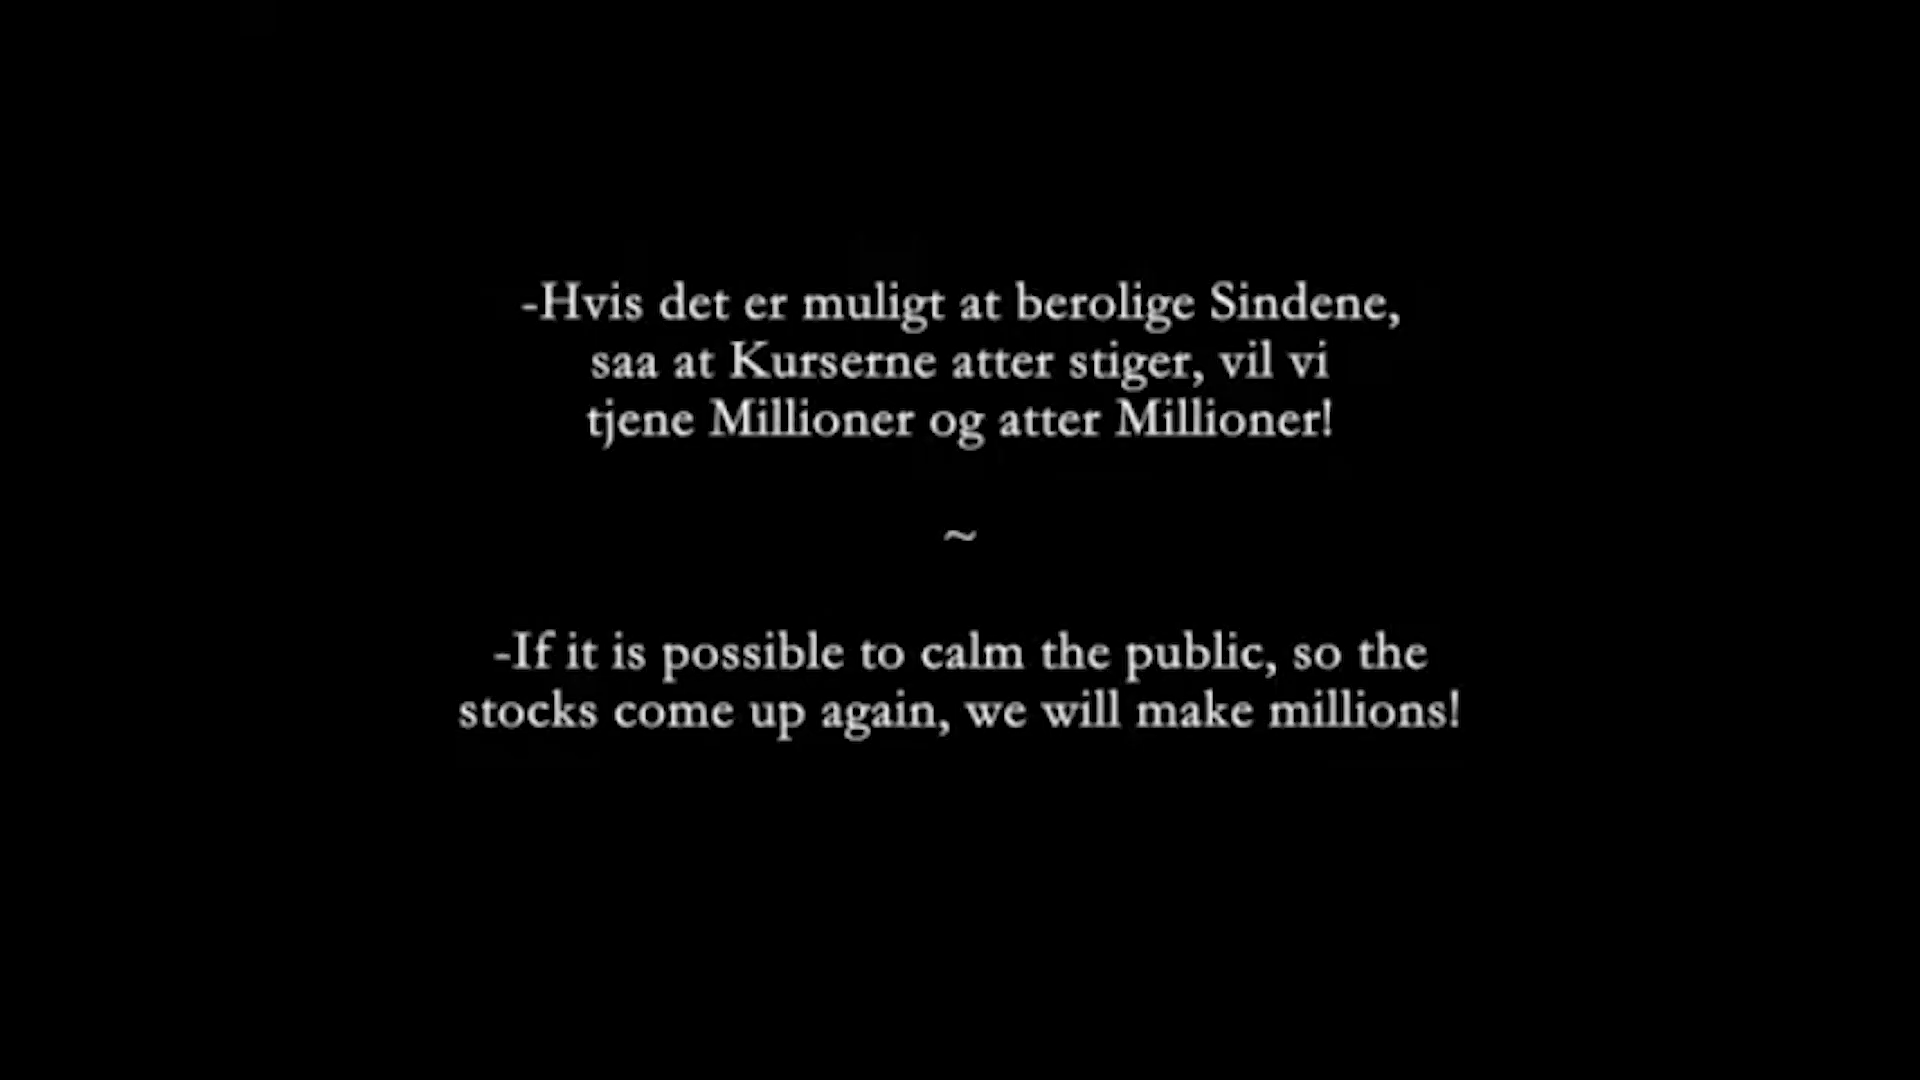 -Hvis det er muligt at berolige Sindene,
saa at Kurserne atter stiger, vil vi
tjene Millioner og atter Millioner!
~
-If it is possible to calm the public, so the
stocks come up again, we will make millions!